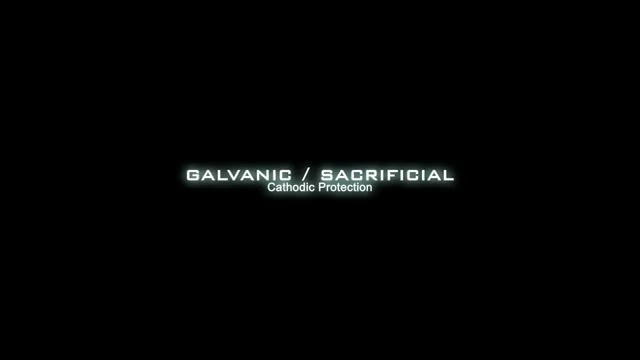 GALVANIC / SACRIFICIAL
Cathodic Protection